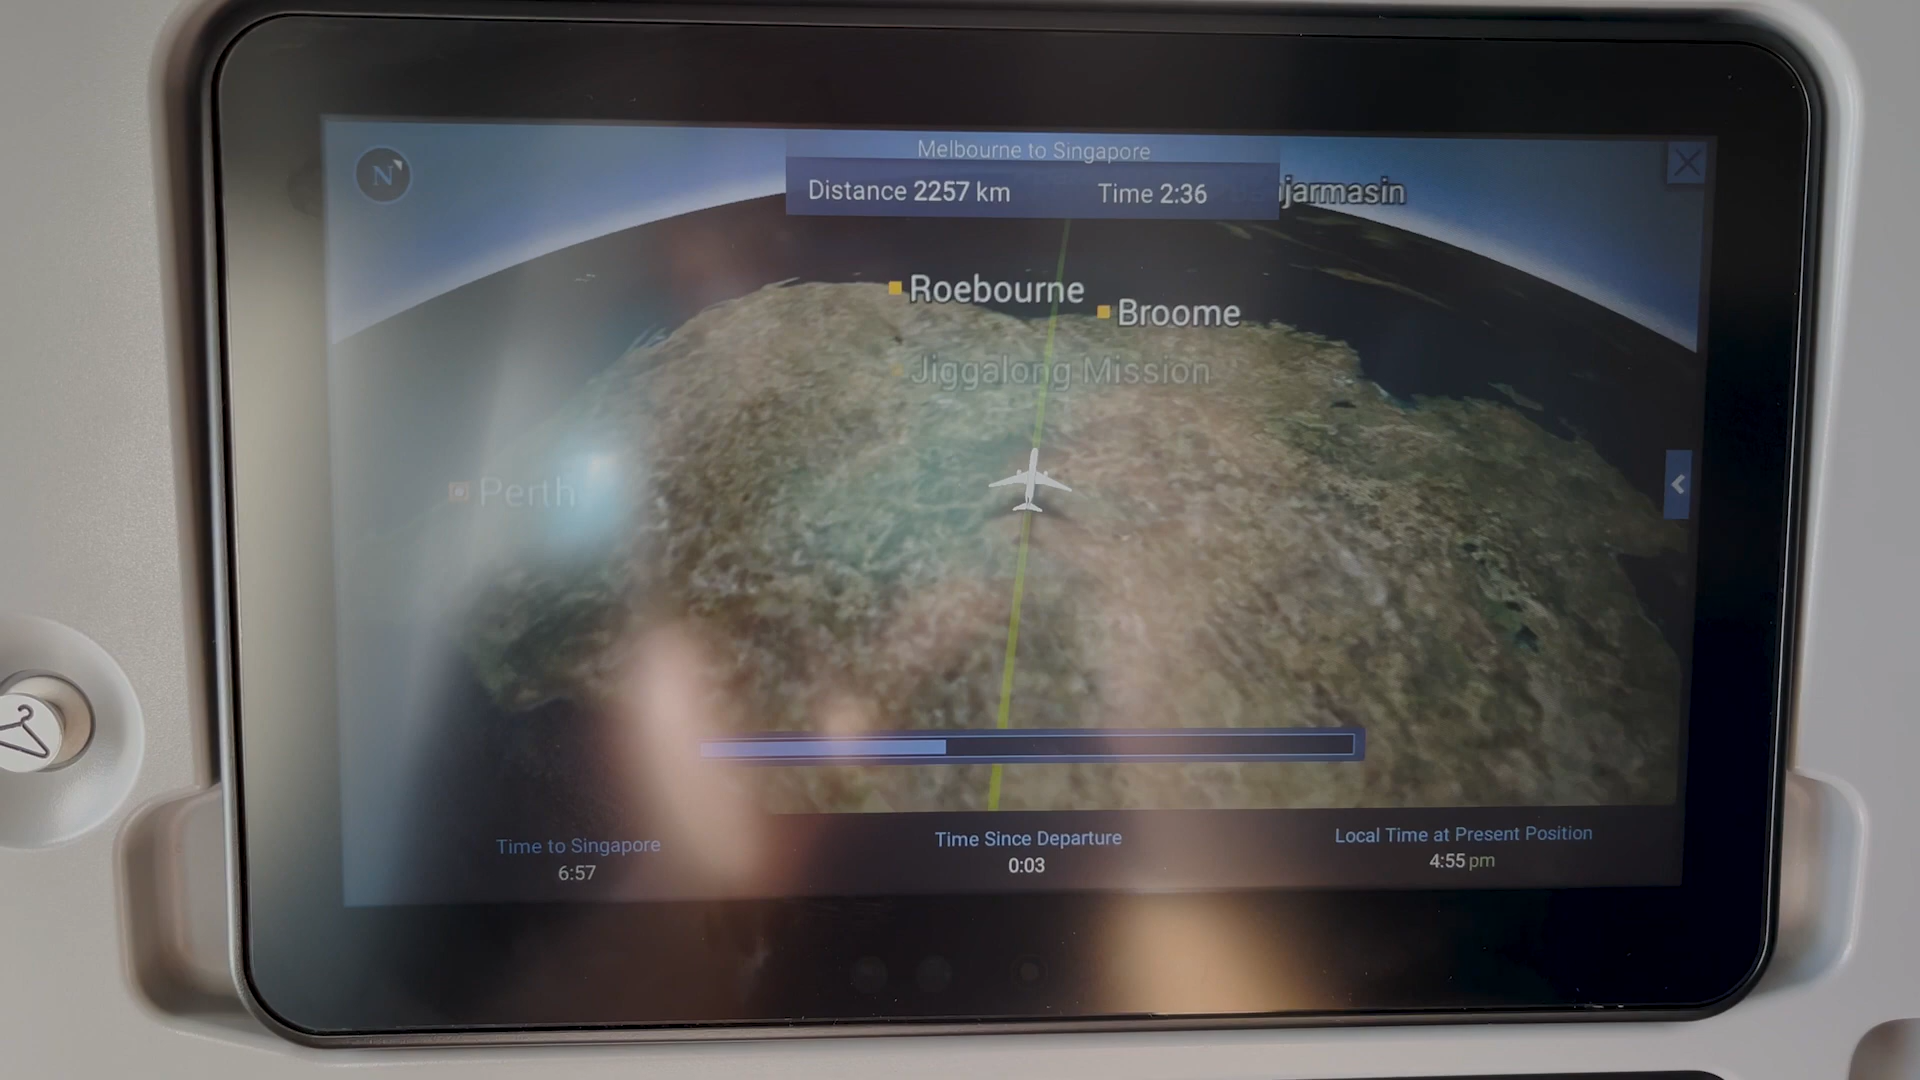 N
Melbourne to Singapore
Distance 2257 km Time 2:36
jarmasin
Roebourne
Broome
Jiggalong Mission
Perth
Time to Singapore
6:57
Time Since Departure
0:03
Local Time at Present Position
4:55 pm